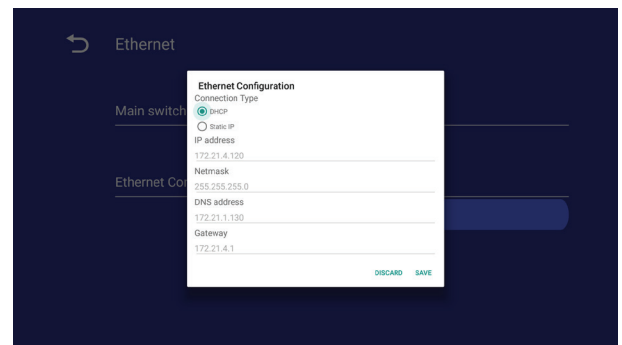 Ethernet
Main switch
Ethernet Configuration
Connection Type
DHCP
Static IP
IP address
172.21.4.120
Netmask
255.255.255.0
DNS address
172.21.1.130
Gateway
172.21.4.1
Ethernet Co
DISCARD SAVE